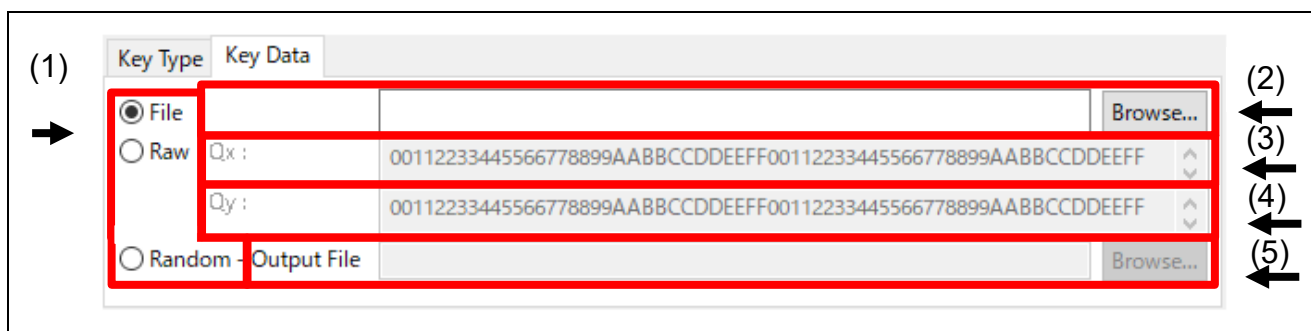 (1)
Key Type Key Data
(2)
File Browse...
(3)
Raw Qx : 00112233445566778899AABBCCDDEEFF00112233445566778899AABBCCDDEEFF
(4)
Qy : 00112233445566778899AABBCCDDEEFF00112233445566778899AABBCCDDEEFF
(5)
Random - Output File Browse...